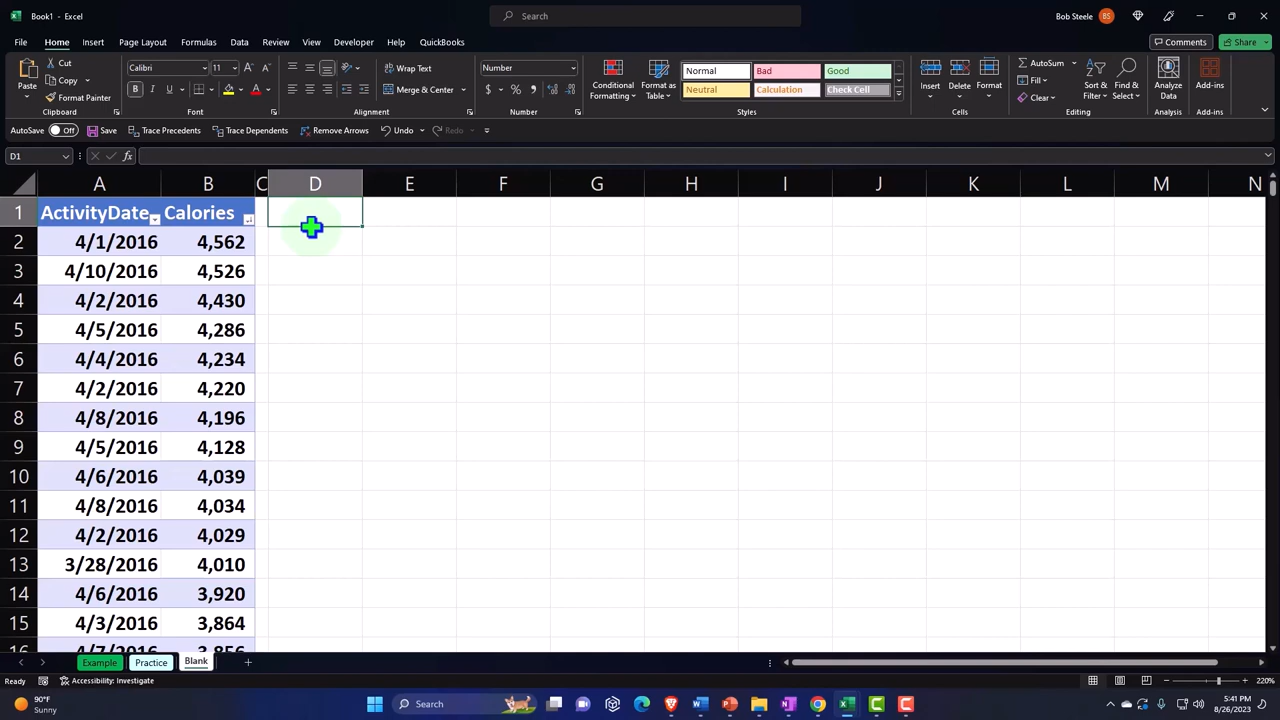 Book1 - Excel
Search
Bob Steele
BS
File
Home
Insert
Page Layout
Formulas
Data
Review
View
Developer
Help
QuickBooks
Comments
Share
Paste
Cut
Copy
Format Painter
Clipboard
Calibri
11
Font
Wrap Text
Merge & Center
Alignment
Number
Number
Conditional Formatting
Format as Table
Normal
Bad
Good
Neutral
Calculation
Check Cell
Styles
Insert
Delete
Format
Cells
AutoSum
Fill
Clear
Sort & Filter
Find & Select
Editing
Analyze Data
Analysis
Add-ins
Add-ins
AutoSave Off
Save
Trace Precedents
Trace Dependents
Remove Arrows
Undo
Redo
D1
fx
A B C D E F G H I J K L M N
1 ActivityDate Calories
2 4/1/2016 4,562
3 4/10/2016 4,526
4 4/2/2016 4,430
5 4/5/2016 4,286
6 4/4/2016 4,234
7 4/2/2016 4,220
8 4/8/2016 4,196
9 4/5/2016 4,128
10 4/6/2016 4,039
11 4/8/2016 4,034
12 4/2/2016 4,029
13 3/28/2016 4,010
14 4/6/2016 3,920
15 4/3/2016 3,864
16 4/7/2016 3,856
Example
Practice
Blank
Ready
Accessibility: Investigate
220%
90°F
Sunny
Search
5:41 PM
8/26/2023